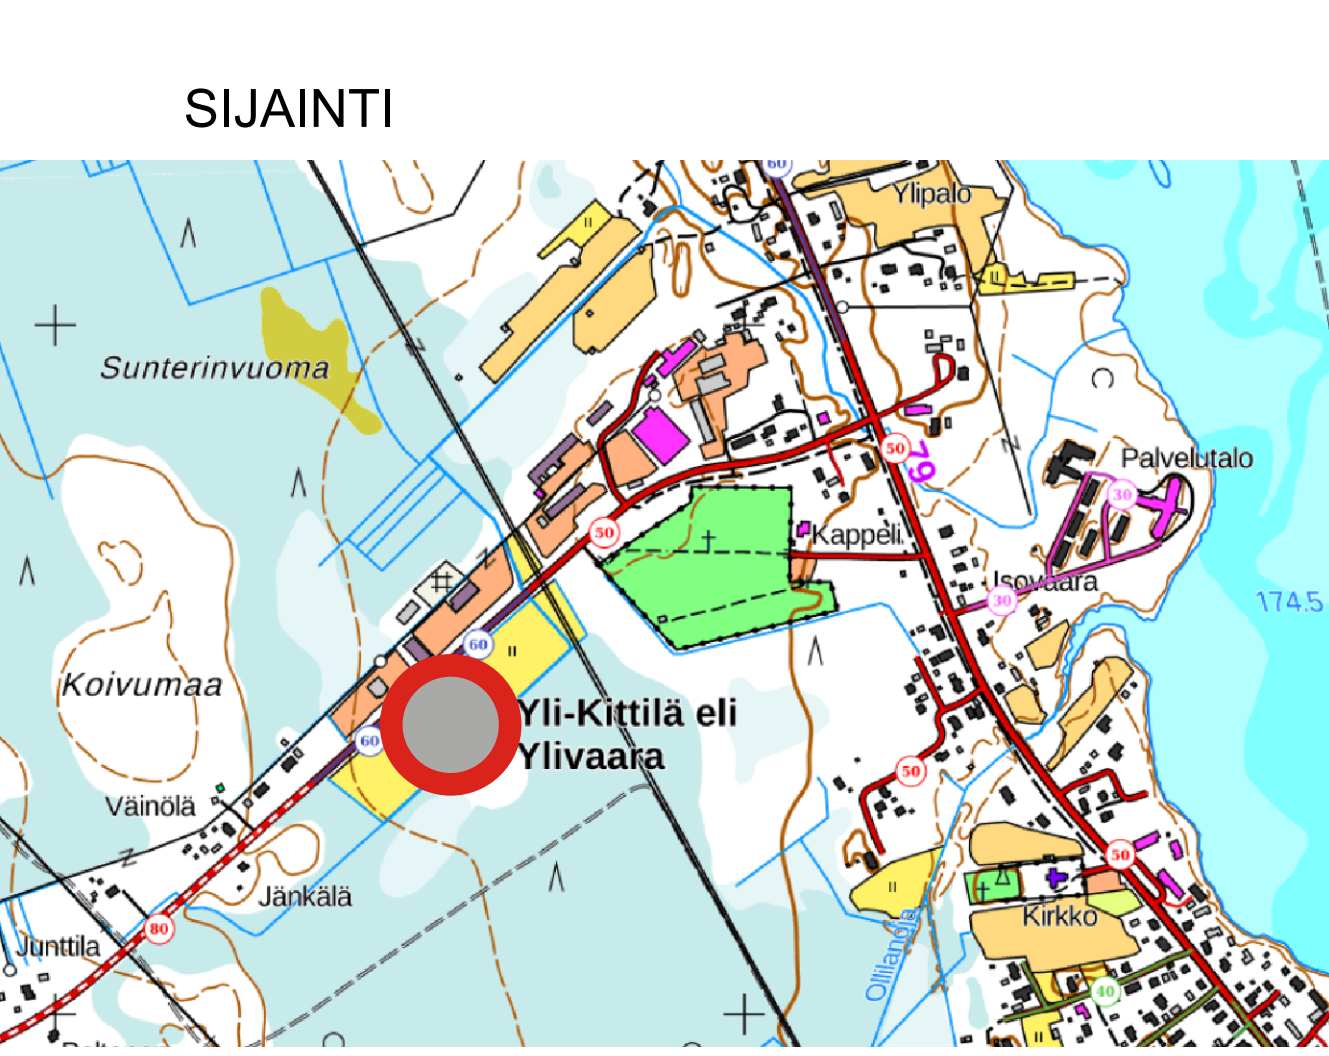 SIJAINTI
60
Ylipalo
Sunterinvuoma
50
79
Palvelutalo
30
50
Kappeli
Isovaara
30
174.5
60
Koivumaa
Yli-Kittilä eli
Ylivaara
60
50
Väinölä
50
Jänkälä
Kirkko
80
Junttila
Ollilanoja
40